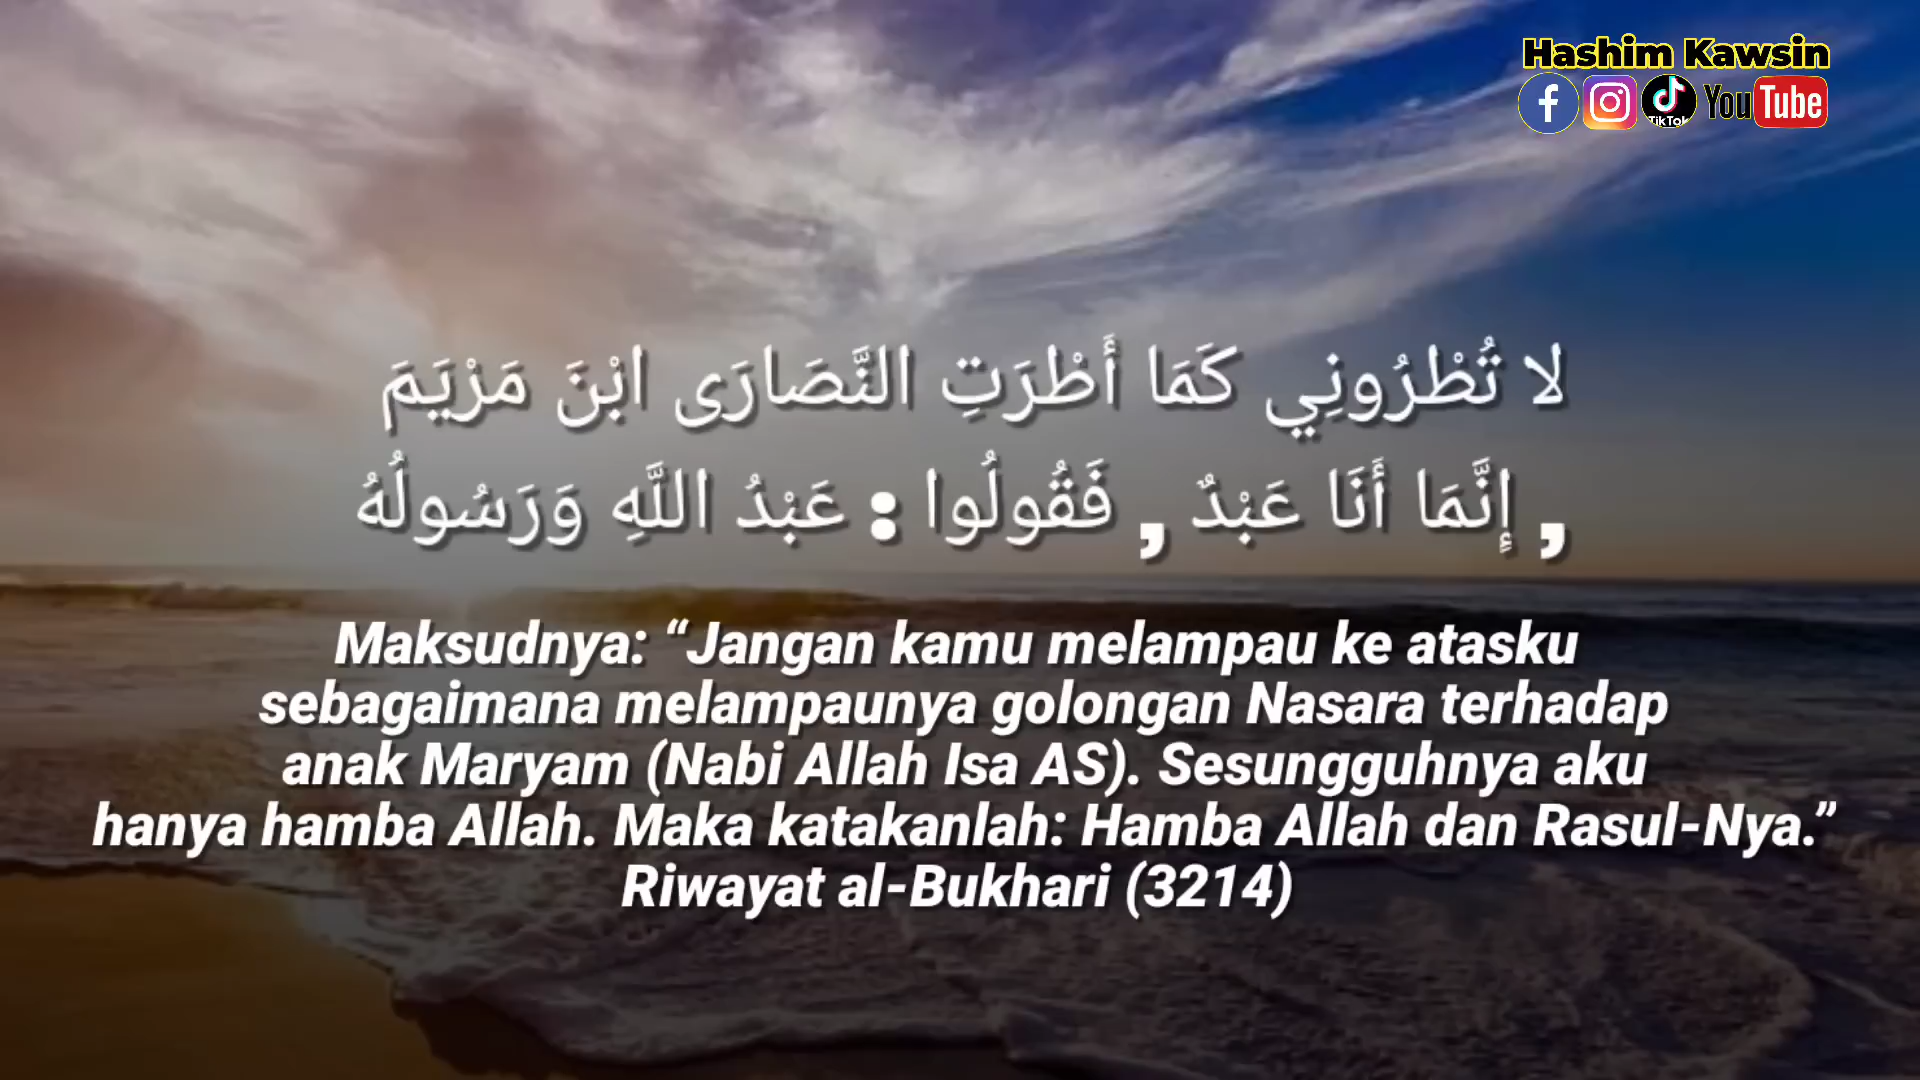 Hashim Kawsin
TikTok
YouTube
لا تُطْرُونِي كَمَا أَطْرَتِ النَّصَارَى ابْنَ مَرْيَمَ
, إِنَّمَا أَنَا عَبْدٌ , فَقُولُوا : عَبْدُ اللَّهِ وَرَسُولُهُ
Maksudnya: “Jangan kamu melampau ke atasku
sebagaimana melampaunya golongan Nasara terhadap
anak Maryam (Nabi Allah Isa AS). Sesungguhnya aku
hanya hamba Allah. Maka katakanlah: Hamba Allah dan Rasul-Nya.”
Riwayat al-Bukhari (3214)